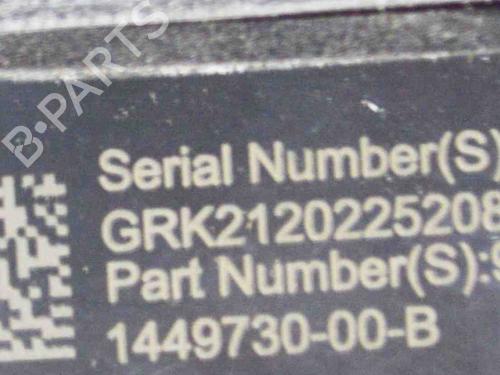 B-PARTS
Serial Number(S)
GRK2120225208
Part Number(S):
1449730-00-B